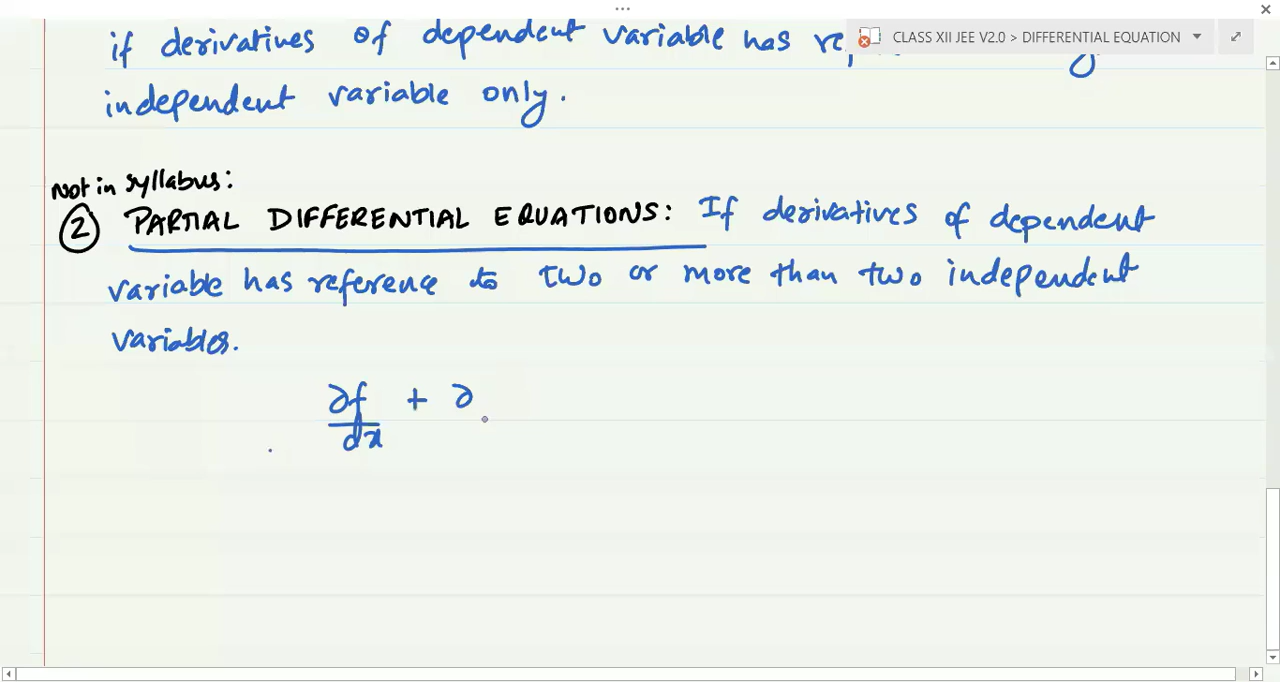 CLASS XII JEE V2.0 > DIFFERENTIAL EQUATION
if derivatives of dependent variable has
independent variable only.
Not in syllabus:
② PARTIAL DIFFERENTIAL EQUATIONS: If derivatives of dependent
variable has reference to two or more than two independent
variables.
∂f + ∂
dx